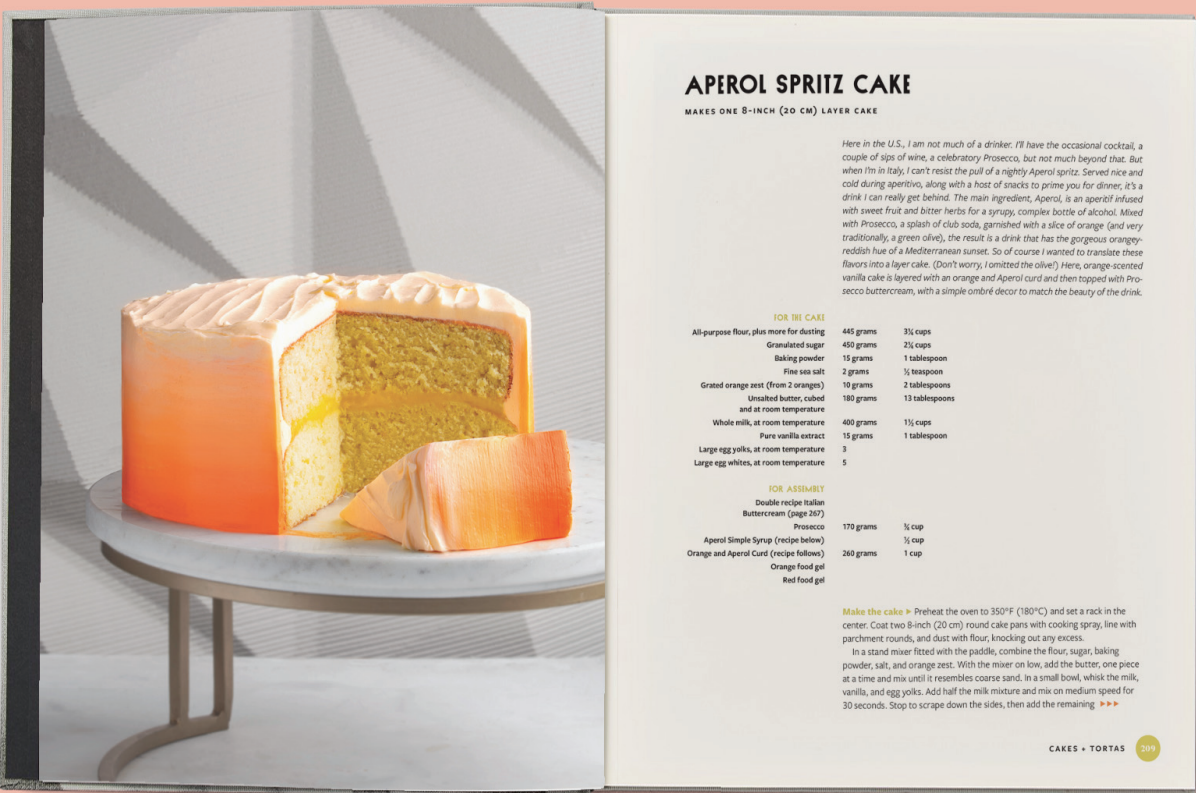 APEROL SPRITZ CAKE
MAKES ONE 8-INCH (20 CM) LAYER CAKE
Here in the U.S., I am not much of a drinker. I'll have the occasional cocktail, a
couple of sips of wine, a celebratory Prosecco, but not much beyond that. But
when I'm in Italy, I can't resist the pull of a nightly Aperol spritz. Served nice and
cold during aperitivo, along with a host of snacks to prime you for dinner, it's a
drink I can really get behind. The main ingredient, Aperol, is an aperitif infused
with sweet fruit and bitter herbs for a syrupy, complex bottle of alcohol. Mixed
with Prosecco, a splash of club soda, garnished with a slice of orange (and very
traditionally, a green olive), the result is a drink that has the gorgeous orangey-
reddish hue of a Mediterranean sunset. So of course I wanted to translate these
flavors into a layer cake. (Don't worry, I omitted the olive!) Here, orange-scented
vanilla cake is layered with an orange and Aperol curd and then topped with Pro-
secco buttercream, with a simple ombré decor to match the beauty of the drink.
FOR THE CAKE
All-purpose flour, plus more for dusting 445 grams cups
Granulated sugar 450 grams cups
Baking powder 15 grams 1 tablespoon
Fine sea salt 2 grams ½ teaspoon
Grated orange zest (from 2 oranges) 10 grams 2 tablespoons
Unsalted butter, cubed 180 grams 13 tablespoons
and at room temperature
Whole milk, at room temperature 400 grams cups
Pure vanilla extract 15 grams 1 tablespoon
Large egg yolks, at room temperature 3
Large egg whites, at room temperature 5
FOR ASSEMBLY
Double recipe Italian
Buttercream (page 267)
Prosecco 170 grams ¾ cup
Aperol Simple Syrup (recipe below) cup
Orange and Aperol Curd (recipe follows) 260 grams 1 cup
Orange food gel
Red food gel
Make the cake ▶ Preheat the oven to 350°F (180°C) and set a rack in the
center. Coat two 8-inch (20 cm) round cake pans with cooking spray, line with
parchment rounds, and dust with flour, knocking out any excess.
In a stand mixer fitted with the paddle, combine the flour, sugar, baking
powder, salt, and orange zest. With the mixer on low, add the butter, one piece
at a time and mix until it resembles coarse sand. In a small bowl, whisk the milk,
vanilla, and egg yolks. Add half the milk mixture and mix on medium speed for
30 seconds. Stop to scrape down the sides, then add the remaining ▶▶▶
CAKES + TORTAS 209